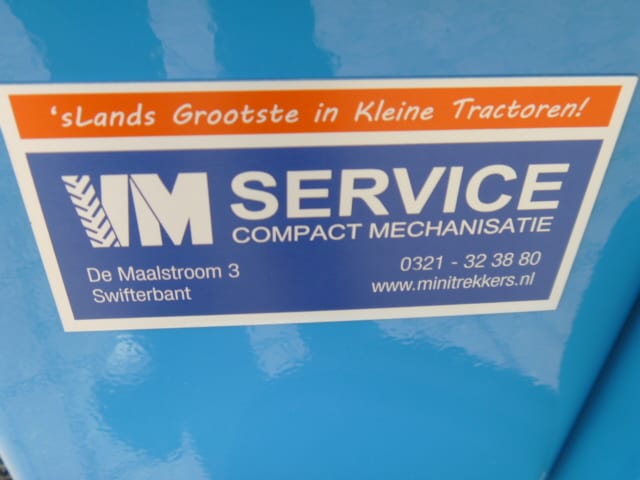 'sLands Grootste in Kleine Tractoren!
VM SERVICE
COMPACT MECHANISATIE
De Maalstroom 3
Swifterbant
0321 - 32 38 80
www.minitrekkers.nl